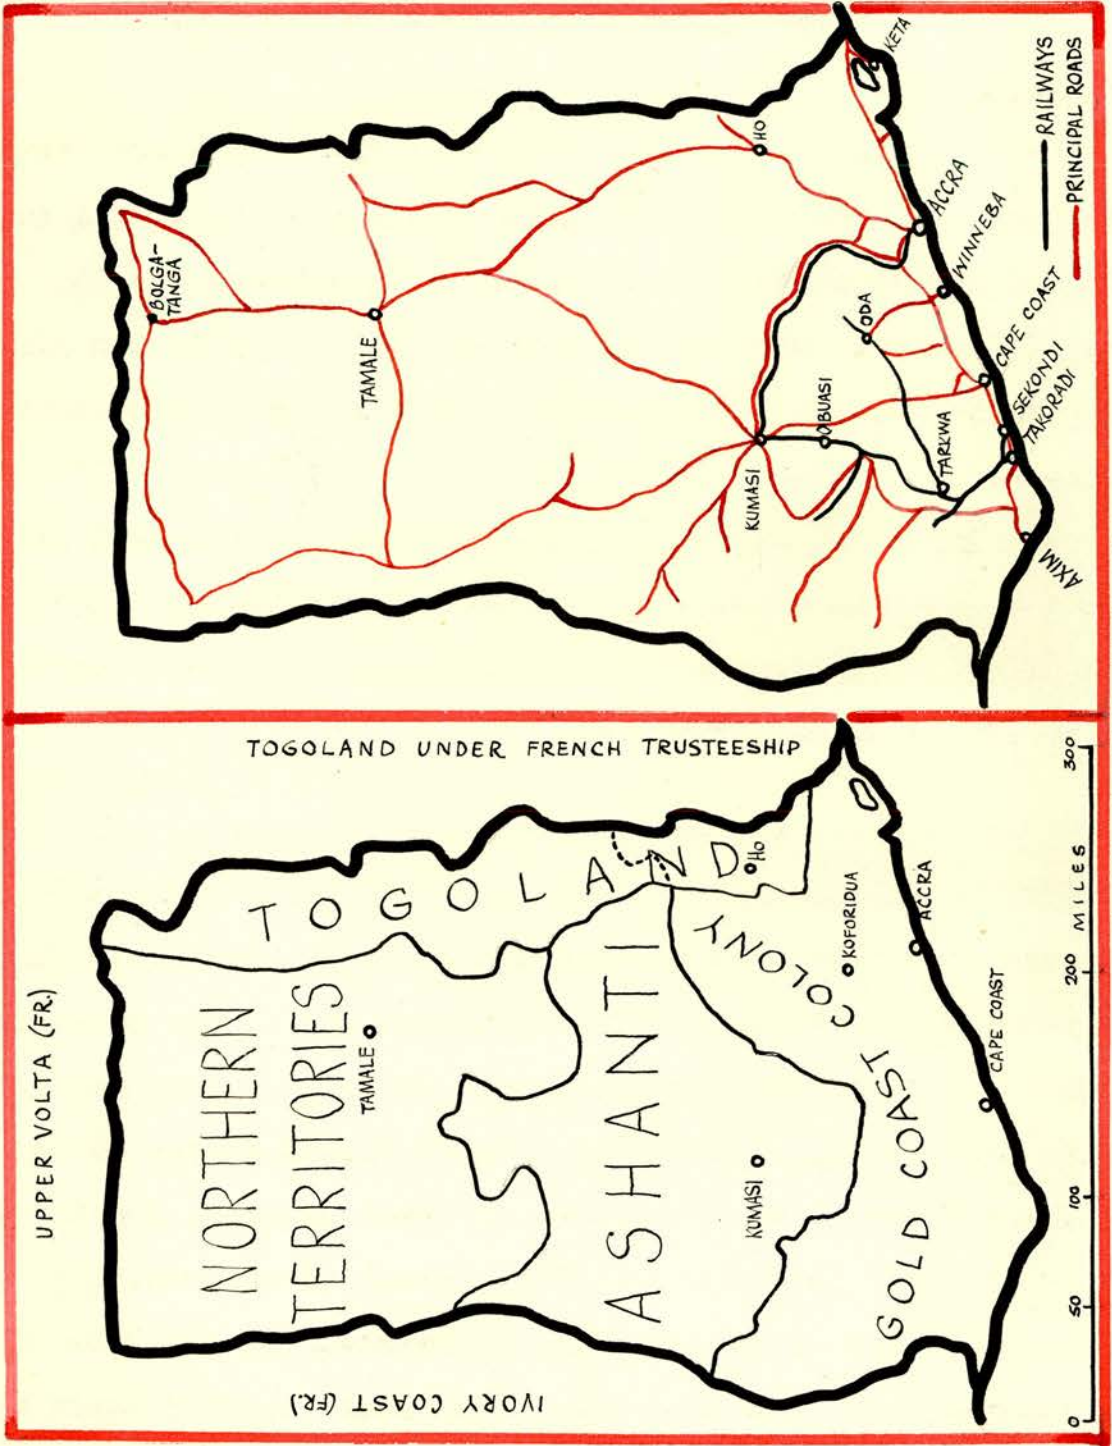 UPPER VOLTA (FR.)
IVORY COAST (FR.)
TOGOLAND UNDER FRENCH TRUSTEESHIP
NORTHERN
TERRITORIES
TAMALE
TOGOLAND
HO
ASHANTI
KUMASI
GOLD COAST COLONY
KOFORIDUA
ACCRA
CAPE COAST
0 50 100 200 300
MILES
BOLGA-
TANGA
TAMALE
HO
KUMASI
OBUASI
ODA
TARKWA
KETA
ACCRA
WINNEBA
CAPE COAST
SEKONDI
TAKORADI
AXIM
RAILWAYS
PRINCIPAL ROADS